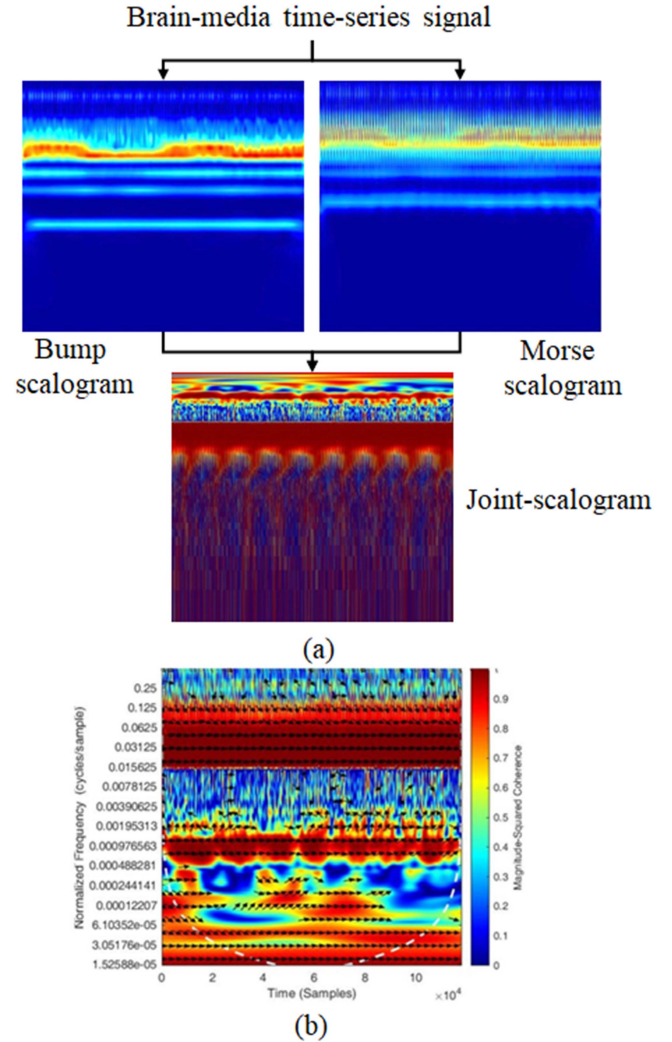 Brain-media time-series signal
Bump
scalogram
Morse
scalogram
Joint-scalogram
(a)
Normalized Frequency (cycles/sample)
0.25
0.125
0.0625
0.03125
0.015625
0.0078125
0.00390625
0.00195313
0.000976563
0.000488281
0.000244141
0.00012207
6.10352e-05
3.05176e-05
1.52588e-05
0
2
4
6
8
10
×10⁴
Time (Samples)
1
0.9
0.8
0.7
0.6
0.5
0.4
0.3
0.2
0.1
0
Magnitude-Squared Coherence
(b)